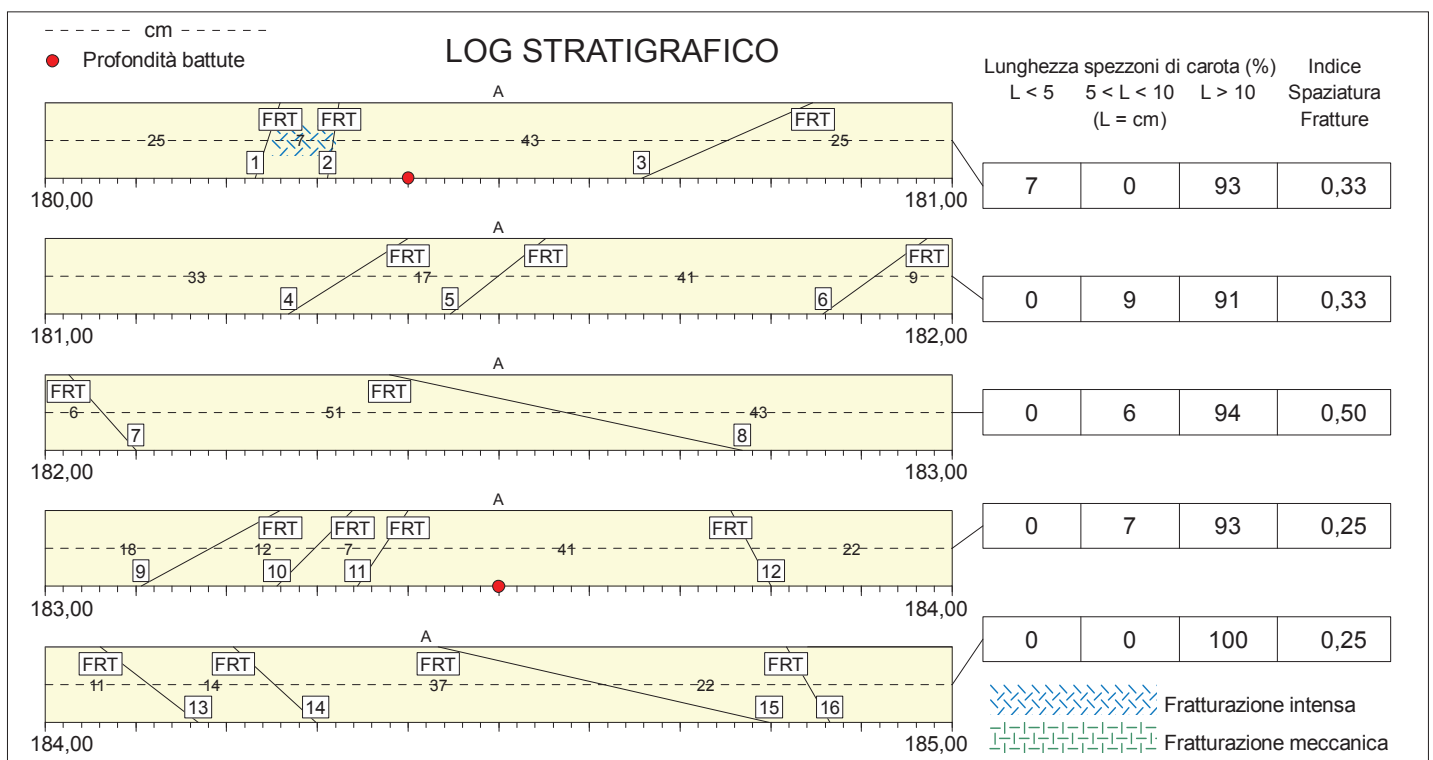 cm
Profondità battute
LOG STRATIGRAFICO
Lunghezza spezzoni di carota (%)
L < 5 5 < L < 10 L > 10
(L = cm)
Indice
Spaziatura
Fratture
A
FRT FRT FRT
25 7 43 25
1 2 3
180,00 181,00
7 0 93 0,33
A
FRT FRT FRT
33 17 41 9
4 5 6
181,00 182,00
0 9 91 0,33
A
FRT FRT
6 51 43
7 8
182,00 183,00
0 6 94 0,50
A
FRT FRT FRT FRT
18 12 7 41 22
9 10 11 12
183,00 184,00
0 7 93 0,25
A
FRT FRT FRT FRT
11 14 37 22
13 14 15 16
184,00 185,00
0 0 100 0,25
Fratturazione intensa
Fratturazione meccanica